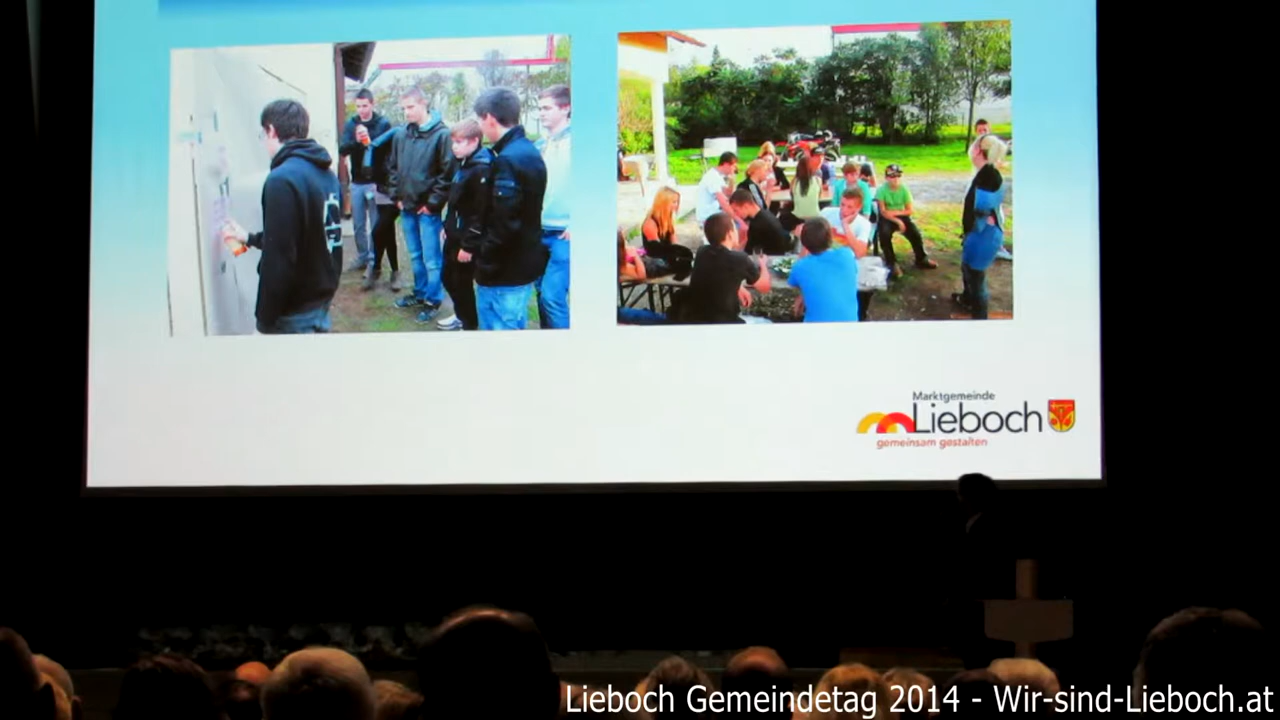 Marktgemeinde
Lieboch
gemeinsam gestalten
Lieboch Gemeindetag 2014 - Wir-sind-Lieboch.at